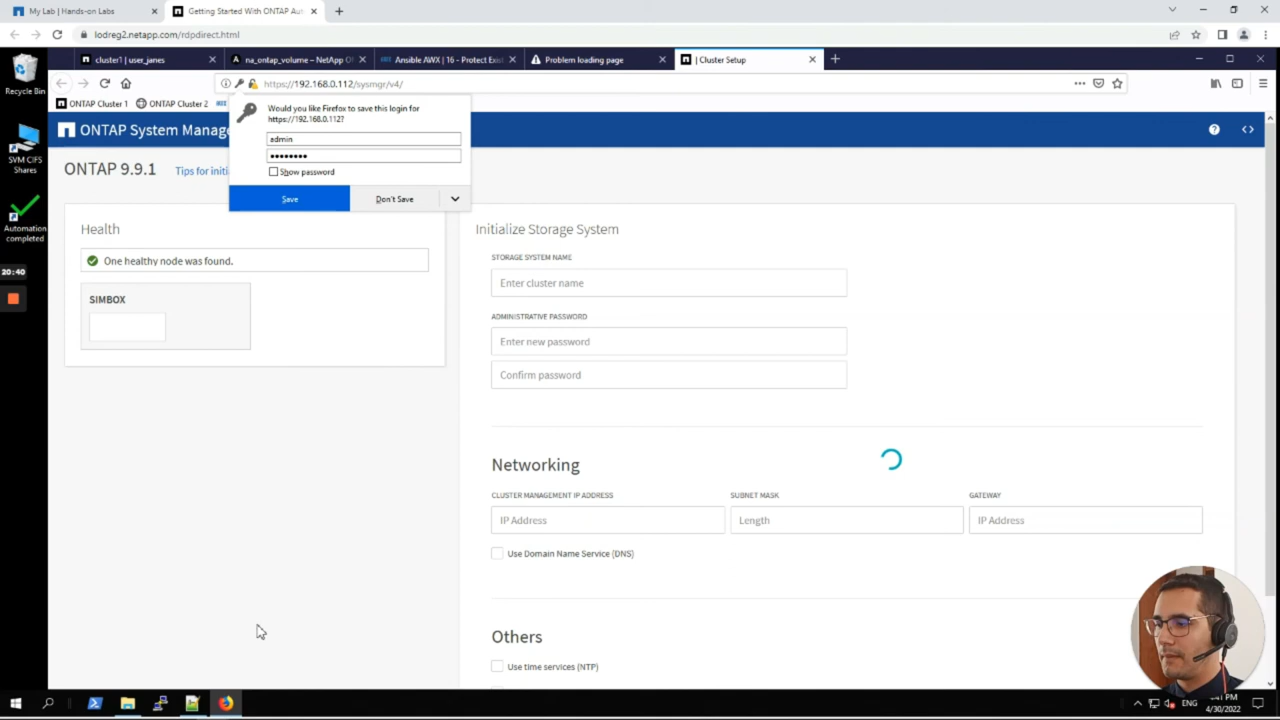 My Lab | Hands-on Labs
Getting Started With ONTAP Aut
lodreg2.netapp.com/rdpdirect.html
Recycle Bin
SVM CIFS
Shares
Automation
completed
20:40
cluster1 | user_janes
na_ontap_volume – NetApp O
Ansible AWX | 16 - Protect Exist
Problem loading page
| Cluster Setup
https://192.168.0.112/sysmgr/v4/
ONTAP Cluster 1
ONTAP Cluster 2
ONTAP System Manag
ONTAP 9.9.1
Tips for initi
Would you like Firefox to save this login for
https://192.168.0.112?
admin
••••••••
Show password
Save
Don't Save
Health
One healthy node was found.
SIMBOX
Initialize Storage System
STORAGE SYSTEM NAME
Enter cluster name
ADMINISTRATIVE PASSWORD
Enter new password
Confirm password
Networking
CLUSTER MANAGEMENT IP ADDRESS
SUBNET MASK
GATEWAY
IP Address
Length
IP Address
Use Domain Name Service (DNS)
Others
Use time services (NTP)
ENG
PM
4/30/2022